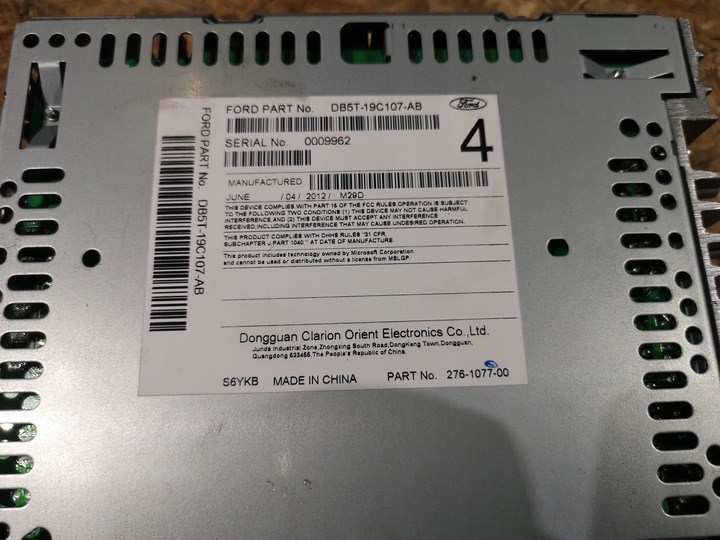 FORD PART No. DB5T-19C107-AB
Ford
SERIAL No. 0009962
4
MANUFACTURED
JUNE /04/ 2012/ M29D
THIS DEVICE COMPLIES WITH PART 15 OF THE FCC RULES OPERATION IS SUBJECT
TO THE FOLLOWING TWO CONDITIONS:(1) THIS DEVICE MAY NOT CAUSE HARMFUL
INTERFERENCE AND (2) THIS DEVICE MUST ACCEPT ANY INTERFERENCE
RECEIVED,INCLUDING INTERFERENCE THAT MAY CAUSE UNDESIRED OPERATION.
THIS PRODUCT COMPLIES WITH DHHS RULES "21 CFR,
SUBCHAPTER J,PART 1040" AT DATE OF MANUFACTURE.
This product includes technology owned by Microsoft Corporation
and cannot be used or distributed without a license from MSLGP.
Dongguan Clarion Orient Electronics Co.,Ltd.
Junda Industrial Zone,Zhongxing South Road,DongKeng Town,Dongguan,
Guangdong 523455,The People's Republic of China.
S6YKB MADE IN CHINA PART No. 276-1077-00
FORD PART No. DB5T-19C107-AB